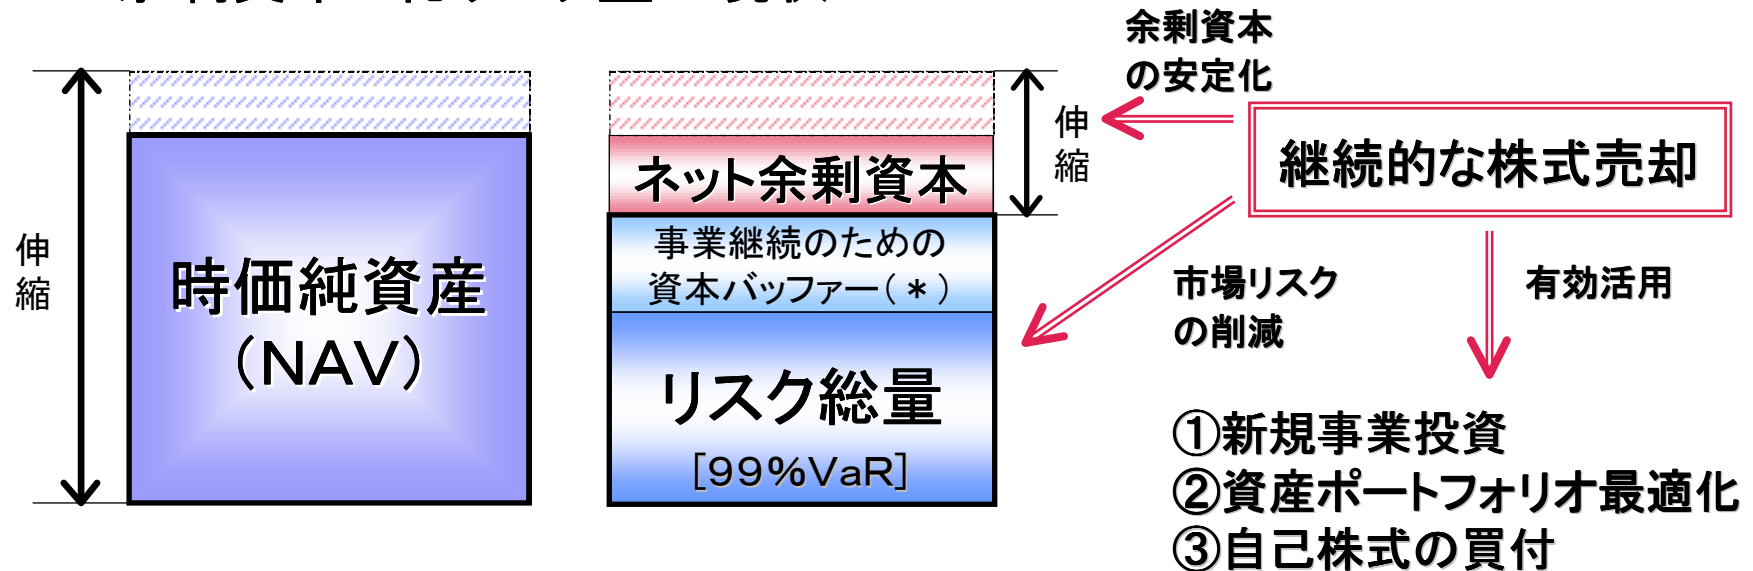 余剰資本
の安定化
伸
縮
継続的な株式売却
ネット余剰資本
事業継続のための
資本バッファー(*)
伸
縮
時価純資産
(NAV)
市場リスク
の削減
有効活用
リスク総量
[99%VaR]
①新規事業投資
②資産ポートフォリオ最適化
③自己株式の買付